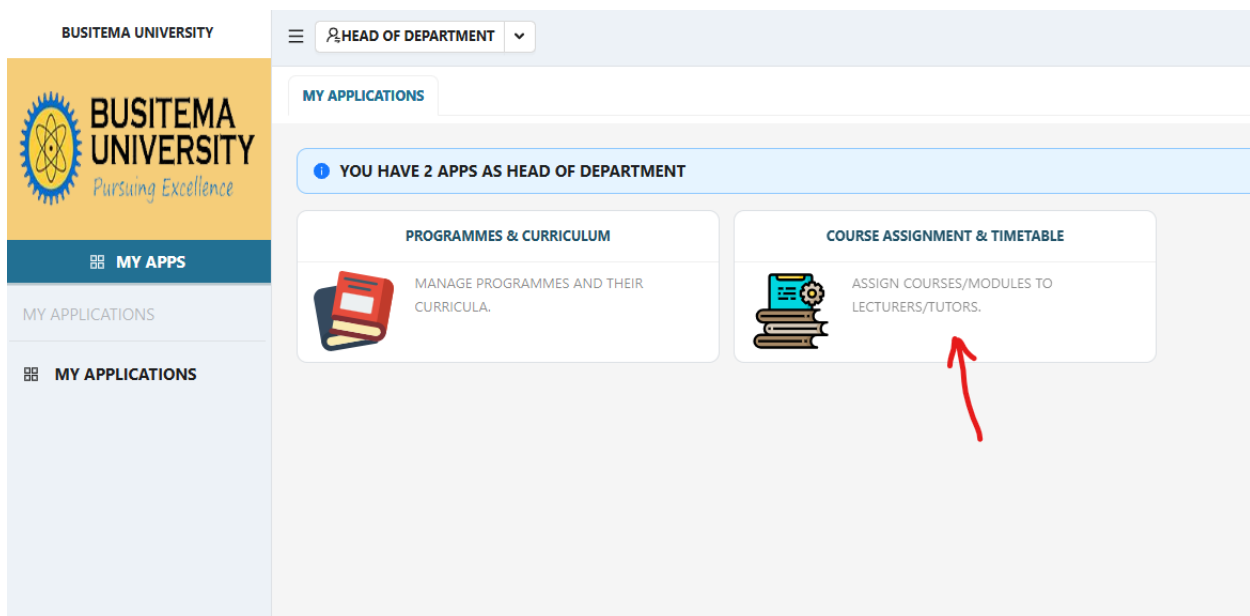 BUSITEMA UNIVERSITY
HEAD OF DEPARTMENT
BUSITEMA
UNIVERSITY
Pursuing Excellence
MY APPS
MY APPLICATIONS
MY APPLICATIONS
MY APPLICATIONS
YOU HAVE 2 APPS AS HEAD OF DEPARTMENT
PROGRAMMES & CURRICULUM
MANAGE PROGRAMMES AND THEIR
CURRICULA.
COURSE ASSIGNMENT & TIMETABLE
ASSIGN COURSES/MODULES TO
LECTURERS/TUTORS.